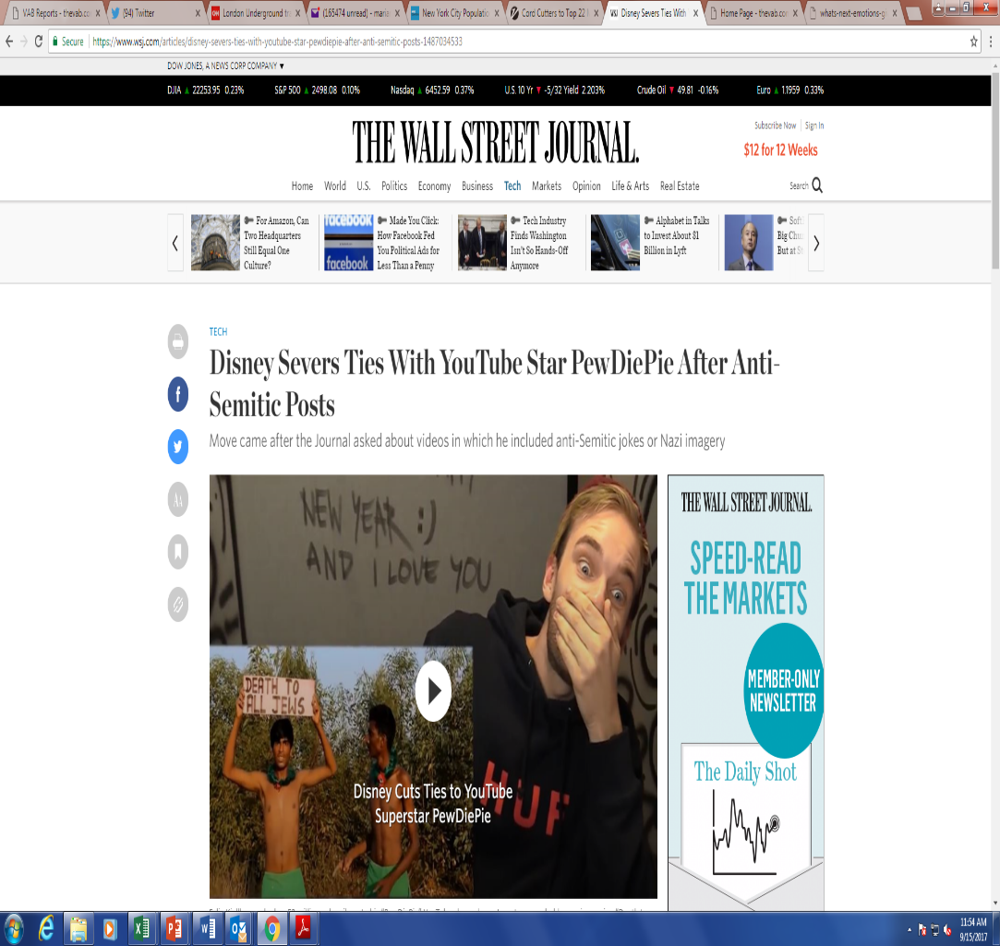 VAB Reports - thevab.co
(94) Twitter
London Underground tr
(165474 unread) - maria
New York City Populatio
Cord Cutters to Top 22
Disney Severs Ties With
Home Page - thevab.co
whats-next-emotions-g
Secure
https://www.wsj.com/articles/disney-severs-ties-with-youtube-star-pewdiepie-after-anti-semitic-posts-1487034533
DOW JONES, A NEWS CORP COMPANY
DJIA 22253.95 0.23% S&P 500 2498.08 0.10% Nasdaq 6452.59 0.37% U.S. 10 Yr -5/32 Yield 2.203% Crude Oil 49.81 -0.16% Euro 1.1959 0.33%
THE WALL STREET JOURNAL.
Subscribe Now | Sign In
$12 for 12 Weeks
Home World U.S. Politics Economy Business Tech Markets Opinion Life & Arts Real Estate
Search
For Amazon, Can
Two Headquarters
Still Equal One
Culture?
facebook
facebook
Made You Click:
How Facebook Fed
You Political Ads for
Less Than a Penny
Tech Industry
Finds Washington
Isn't So Hands-Off
Anymore
Alphabet in Talks
to Invest About $1
Billion in Lyft
Soft
Big Chu
But at S
TECH
Disney Severs Ties With YouTube Star PewDiePie After Anti-
Semitic Posts
Move came after the Journal asked about videos in which he included anti-Semitic jokes or Nazi imagery
NEW YEAR :)
AND I LOVE YOU
DEATH TO
ALL JEWS
HUF
Disney Cuts Ties to YouTube
Superstar PewDiePie
THE WALL STREET JOURNAL.
SPEED-READ
THE MARKETS
MEMBER-ONLY
NEWSLETTER
The Daily Shot
11:54 AM
9/15/2017